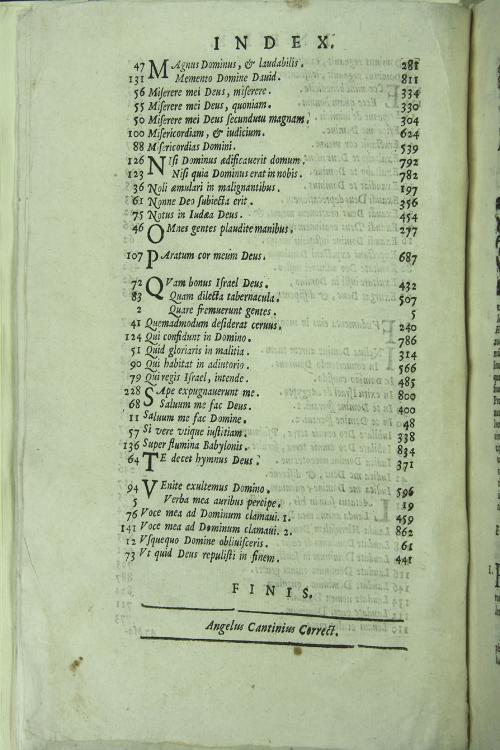 INDEX.
47 MAgnus Dominus, & laudabilis. 281
131 Memento Domine Dauid. 811
56 Miserere mei Deus, miserere. 334
55 Miserere mei Deus, quoniam. 330
50 Miserere mei Deus secundutu magnam. 304
100 Misericordiam, & iudicium. 624
88 Misericordias Domini. 539
126 NIsi Dominus ædificauerit domum. 792
123 Nisi quia Dominus erat in nobis. 782
36 Noli æmulari in malignantibus. 197
61 Nonne Deo subiecta erit. 356
75 Notus in Iudæa Deus. 454
46 OMnes gentes plaudite manibus. 277
107 PAratum cor meum Deus. 687
72 QVam bonus Israel Deus. 432
83 Quam dilecta tabernacula. 507
2 Quare fremuerunt gentes. 5
41 Quemadmodum desiderat ceruus. 240
124 Qui confidunt in Domino. 786
51 Quid gloriaris in malitia. 314
90 Qui habitat in adiutorio. 566
79 Qui regis Israel, intende. 485
228 SÆpe expugnauerunt me. 800
68 Saluum me fac Deus. 400
11 Saluum me fac Domine. 48
57 Si vere vtique iustitiam. 338
136 Super flumina Babylonis. 834
64 TE decet hymnus Deus. 371
94 VEnite exultemus Domino. 596
5 Verba mea auribus percipe. 19
76 Voce mea ad Dominum clamaui. 1. 459
141 Voce mea ad Dominum clamaui. 2. 862
12 Vsquequo Domine obliuisceris. 61
73 Vt quid Deus repulisti in finem. 441
FINIS.
Angelus Cantinius Correct.